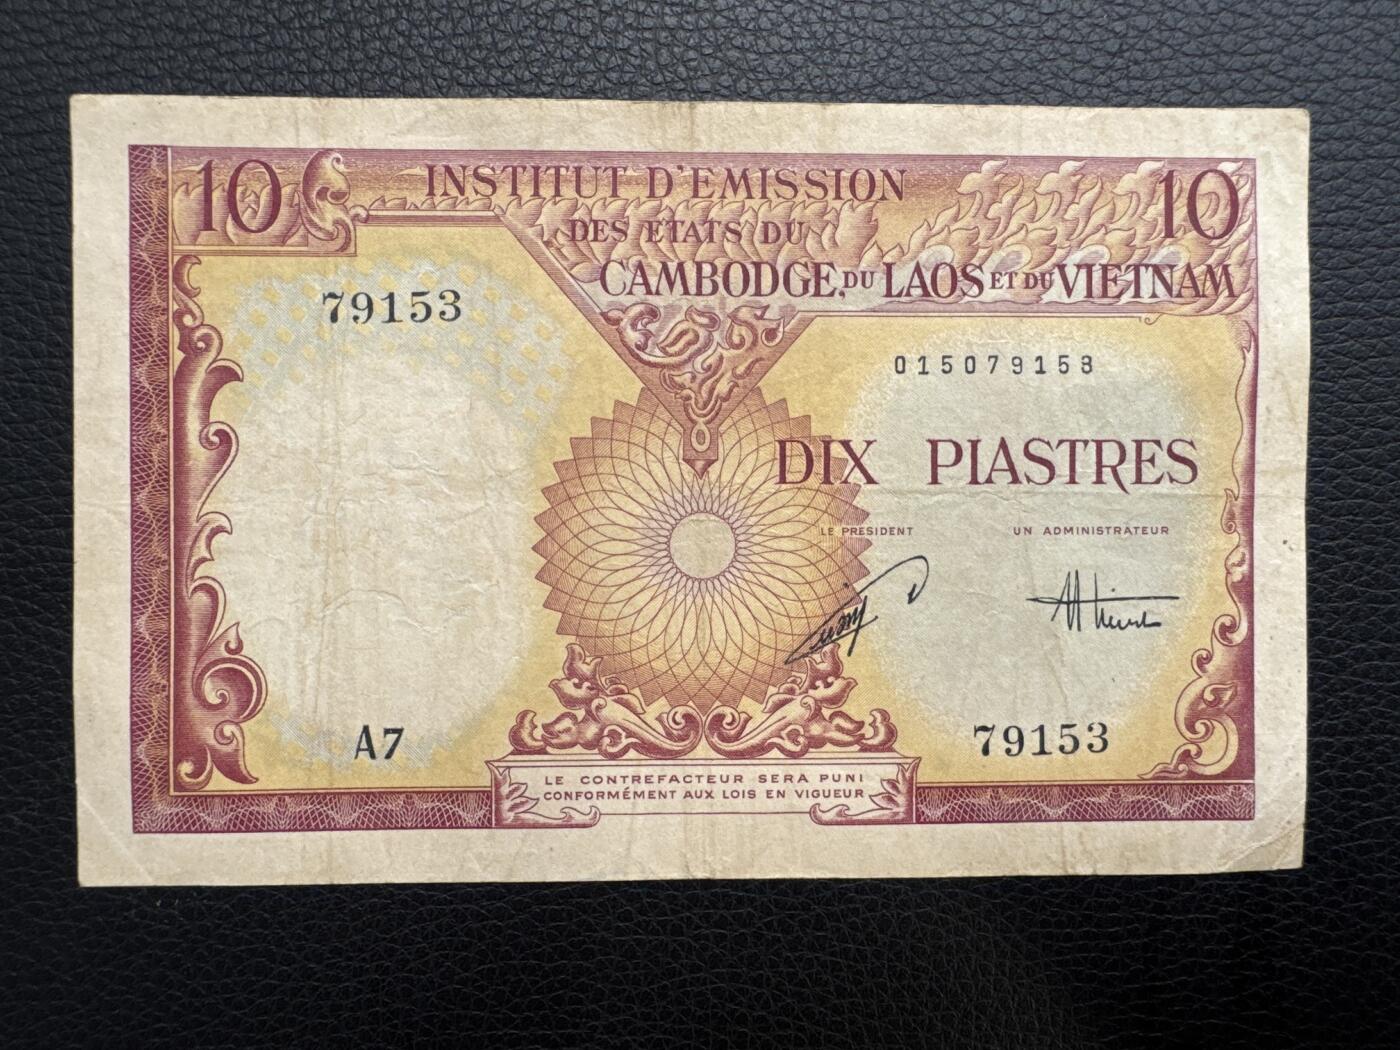 10
INSTITUT D'EMISSION
10
DES ETATS DU
CAMBODGE, DU LAOS ET DU VIETNAM
79153
015079153
DIX PIASTRES
LE PRESIDENT
UN ADMINISTRATEUR
A7
79153
LE CONTREFACTEUR SERA PUNI
CONFORMÉMENT AUX LOIS EN VIGUEUR